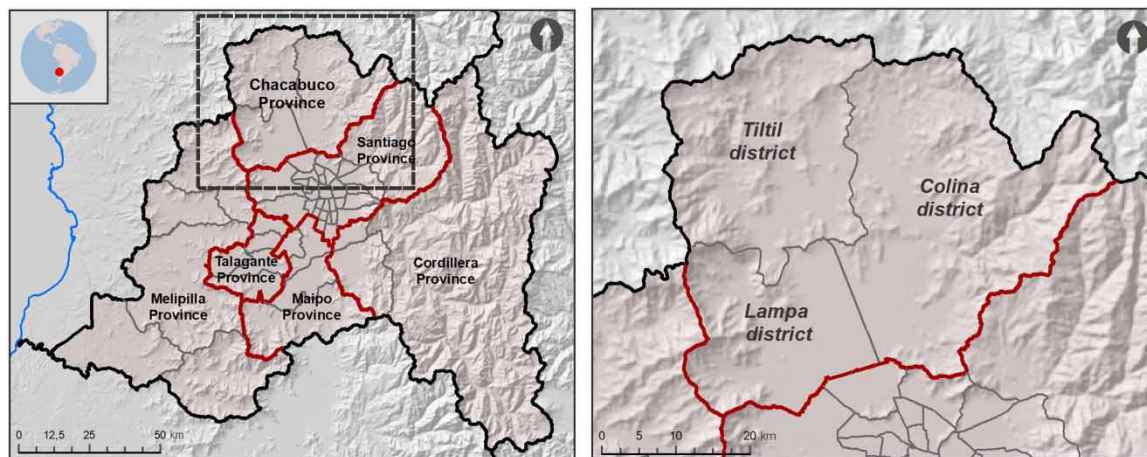 Chacabuco
Province
Santiago
Province
Talagante
Province
Cordillera
Province
Melipilla
Province
Maipo
Province
0 12,5 25 50 km
Tiltil
district
Colina
district
Lampa
district
0 5 10 20 km